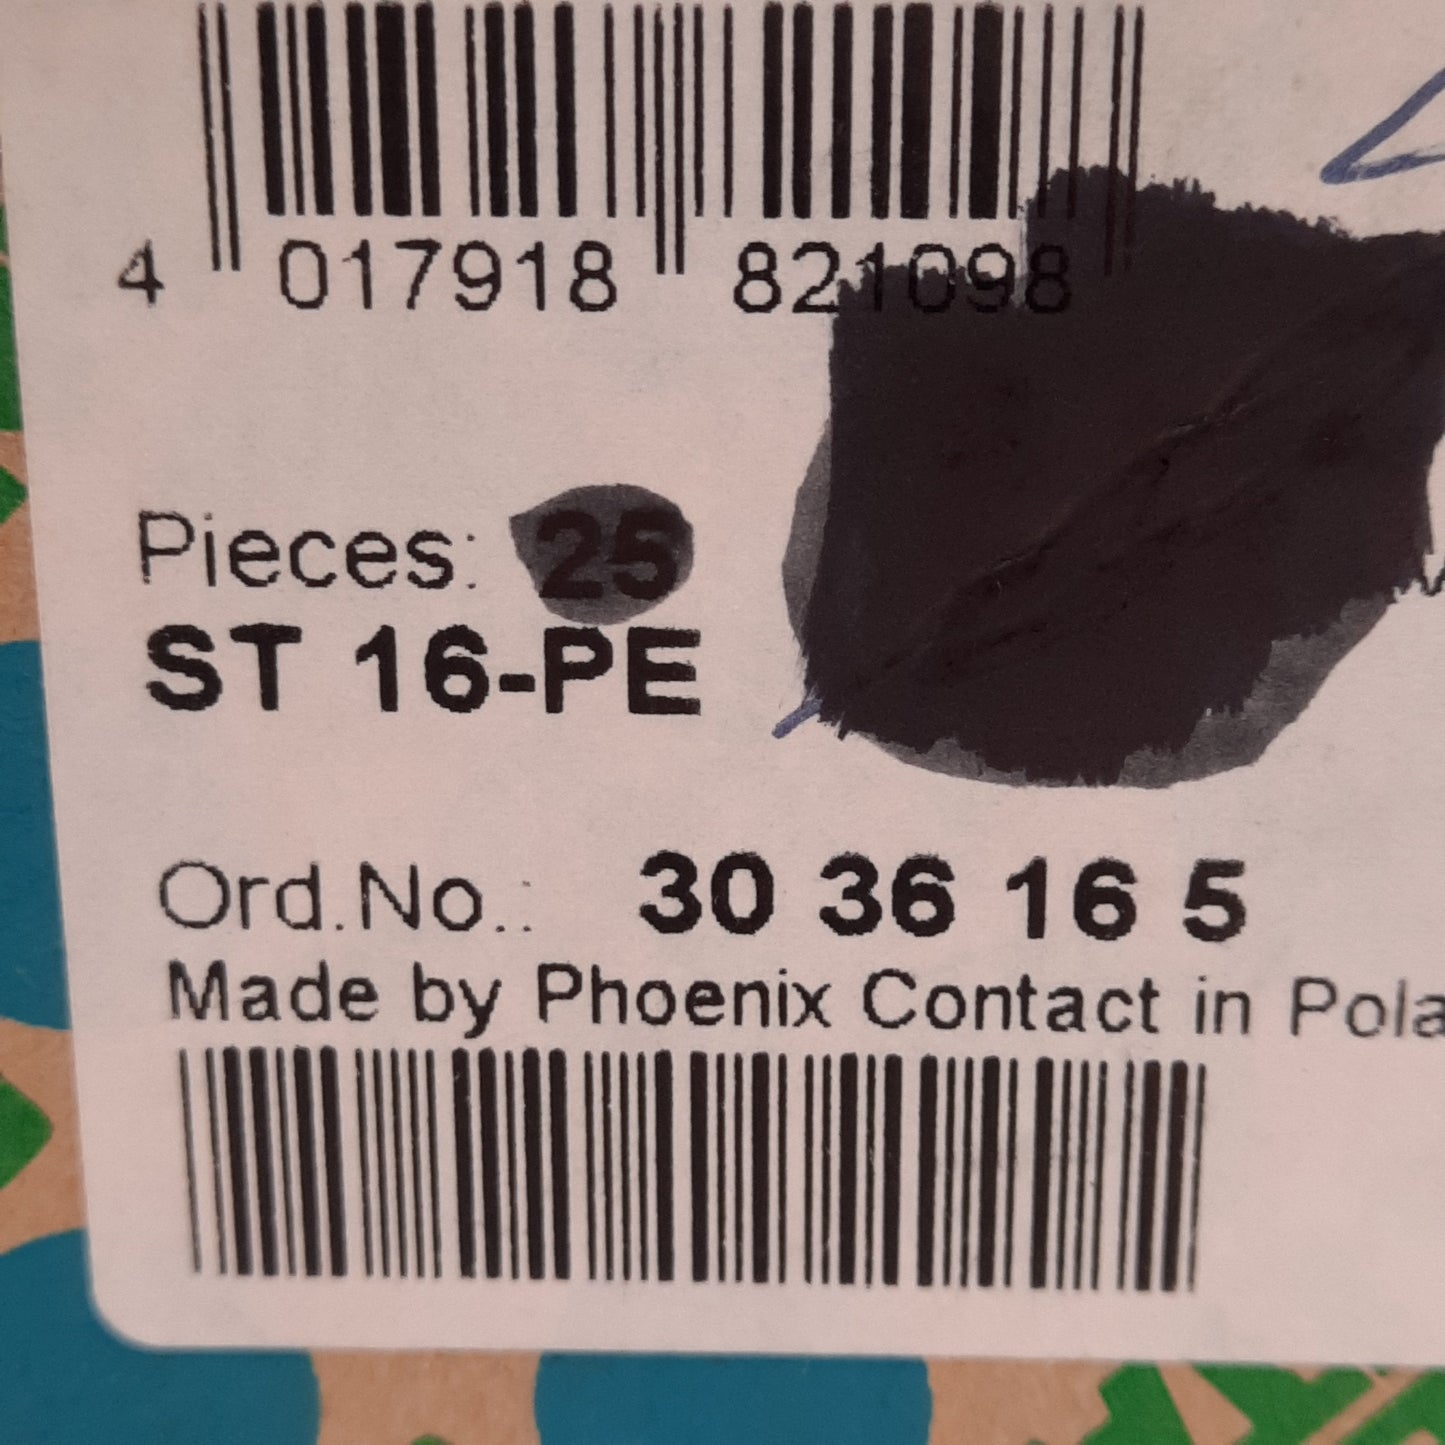 4 017918 821098
Pieces: 25
ST 16-PE
Ord.No.: 30 36 16 5
Made by Phoenix Contact in Pola